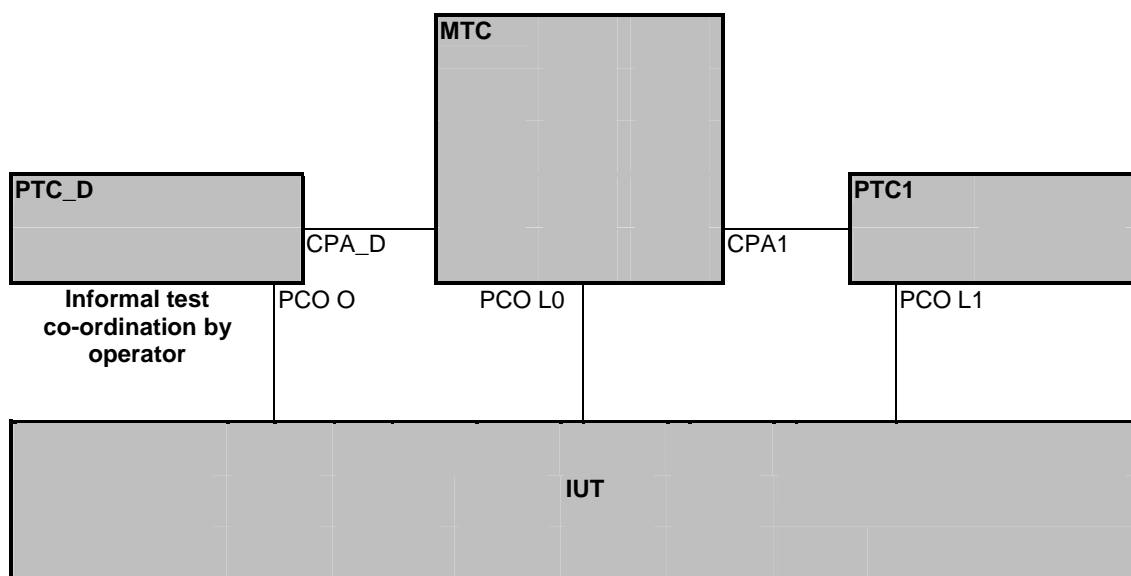 MTC
PTC_D
PTC1
CPA_D
CPA1
Informal test
co-ordination by
operator
PCO O
PCO L0
PCO L1
IUT